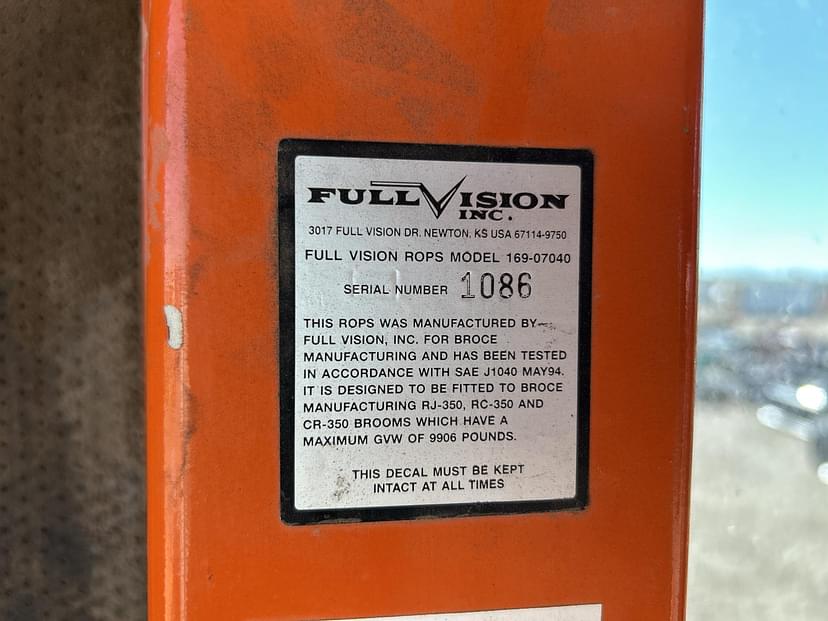 FULL VISION
INC.
3017 FULL VISION DR. NEWTON, KS USA 67114-9750
FULL VISION ROPS MODEL 169-07040
SERIAL NUMBER 1086
THIS ROPS WAS MANUFACTURED BY
FULL VISION, INC. FOR BROCE
MANUFACTURING AND HAS BEEN TESTED
IN ACCORDANCE WITH SAE J1040 MAY94.
IT IS DESIGNED TO BE FITTED TO BROCE
MANUFACTURING RJ-350, RC-350 AND
CR-350 BROOMS WHICH HAVE A
MAXIMUM GVW OF 9906 POUNDS.
THIS DECAL MUST BE KEPT
INTACT AT ALL TIMES